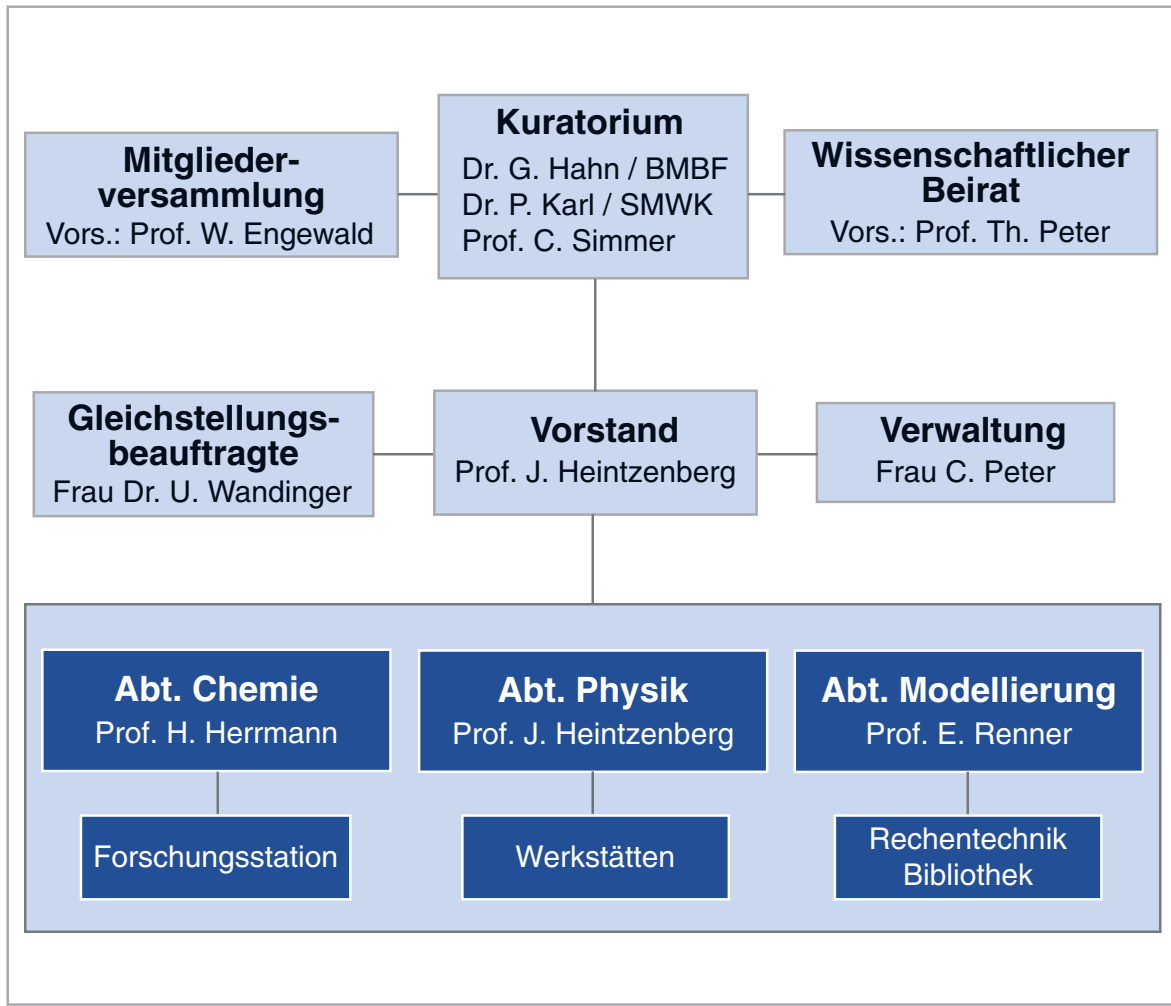 Kuratorium
Dr. G. Hahn / BMBF
Dr. P. Karl / SMWK
Prof. C. Simmer
Mitglieder-
versammlung
Vors.: Prof. W. Engewald
Wissenschaftlicher
Beirat
Vors.: Prof. Th. Peter
Gleichstellungs-
beauftragte
Frau Dr. U. Wandinger
Vorstand
Prof. J. Heintzenberg
Verwaltung
Frau C. Peter
Abt. Chemie
Prof. H. Herrmann
Abt. Physik
Prof. J. Heintzenberg
Abt. Modellierung
Prof. E. Renner
Forschungsstation
Werkstätten
Rechentechnik
Bibliothek